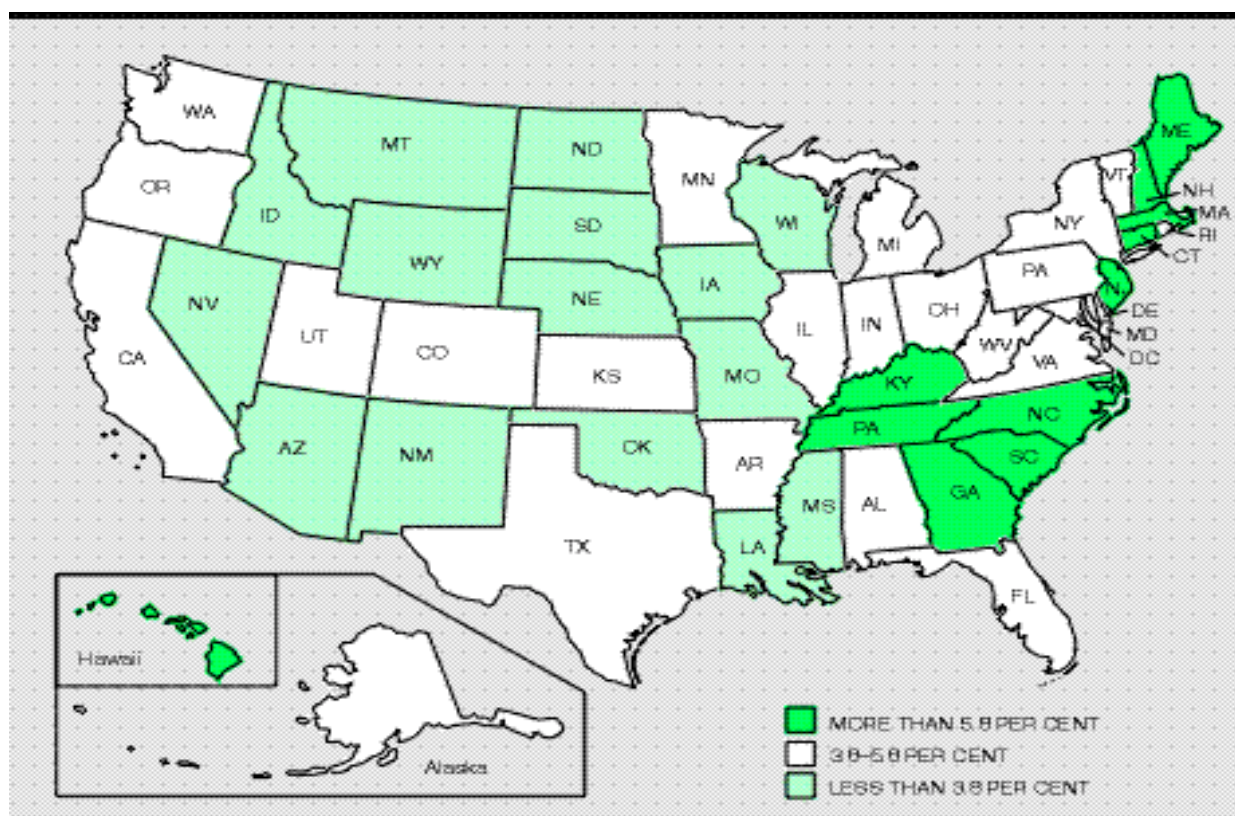 WA
MT
ND
MN
ME
OR
ID
SD
WI
MI
VT
NH
MA
NY
RI
CT
WY
IA
PA
NV
NE
N.
UT
CO
IL
IN
OH
DE
MD
DC
CA
KS
MO
WV
VA
KY
NC
AZ
NM
OK
AR
PA
SC
GA
MS
AL
TX
LA
FL
Hawaii
Alaska
MORE THAN 5.8 PER CENT
3.8–5.8 PER CENT
LESS THAN 3.8 PER CENT